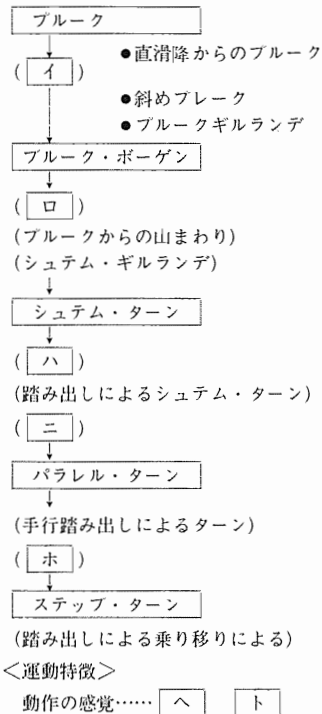 プルーク
●直滑降からのプルーク
(イ)
●斜めプレーク
●プルークギルランデ
プルーク・ボーゲン
(ロ)
(プルークからの山まわり)
(シュテム・ギルランデ)
シュテム・ターン
(ハ)
(踏み出しによるシュテム・ターン)
(ニ)
パラレル・ターン
(手行踏み出しによるターン)
(ホ)
ステップ・ターン
(踏み出しによる乗り移りによる)
<運動特徴>
動作の感覚……ヘ ト